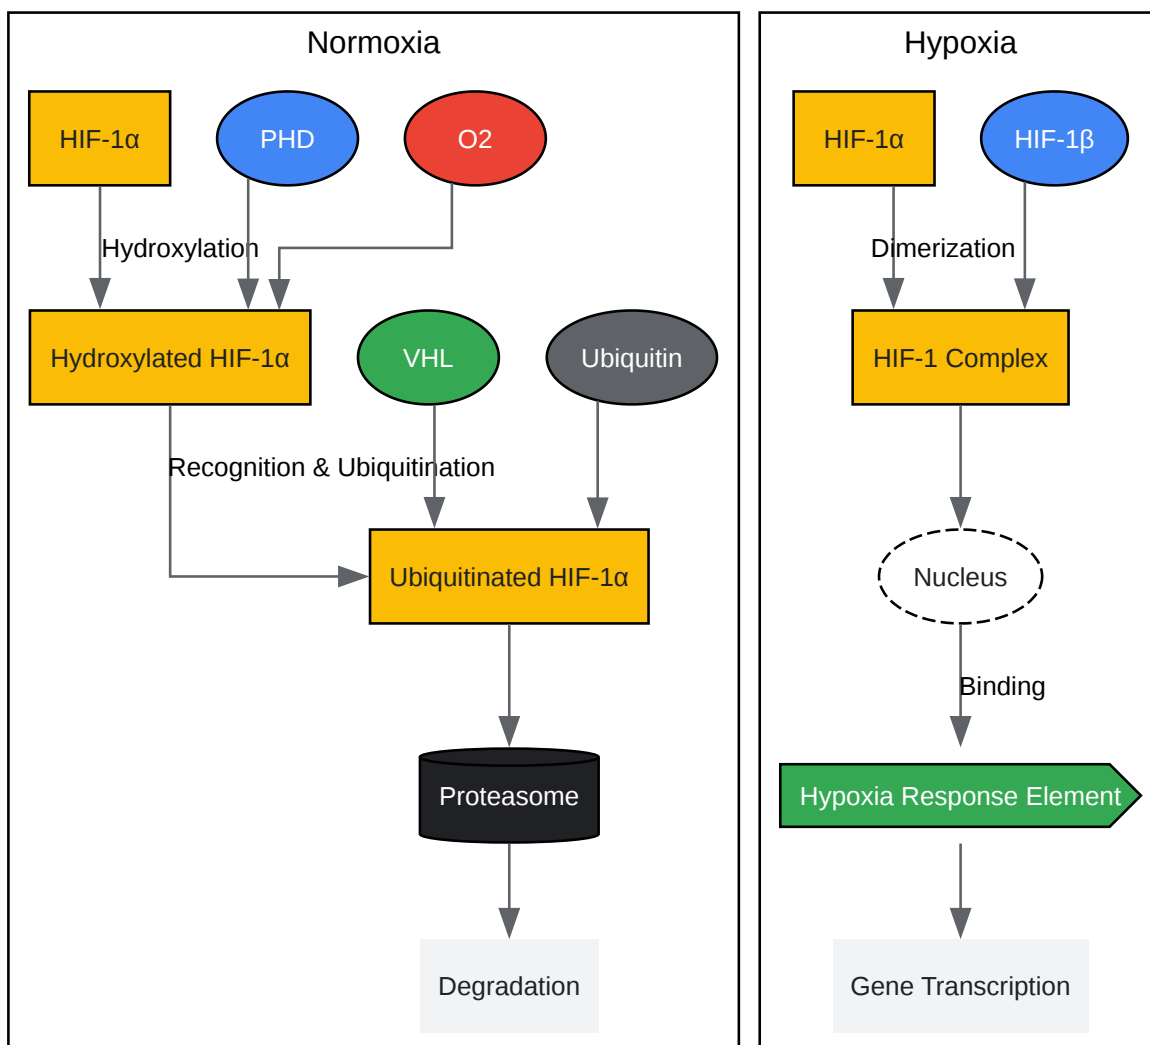 Normoxia
HIF-1α
PHD
O2
Hydroxylation
Hydroxylated HIF-1α
VHL
Ubiquitin
Recognition & Ubiquitination
Ubiquitinated HIF-1α
Proteasome
Degradation
Hypoxia
HIF-1α
HIF-1β
Dimerization
HIF-1 Complex
Nucleus
Binding
Hypoxia Response Element
Gene Transcription